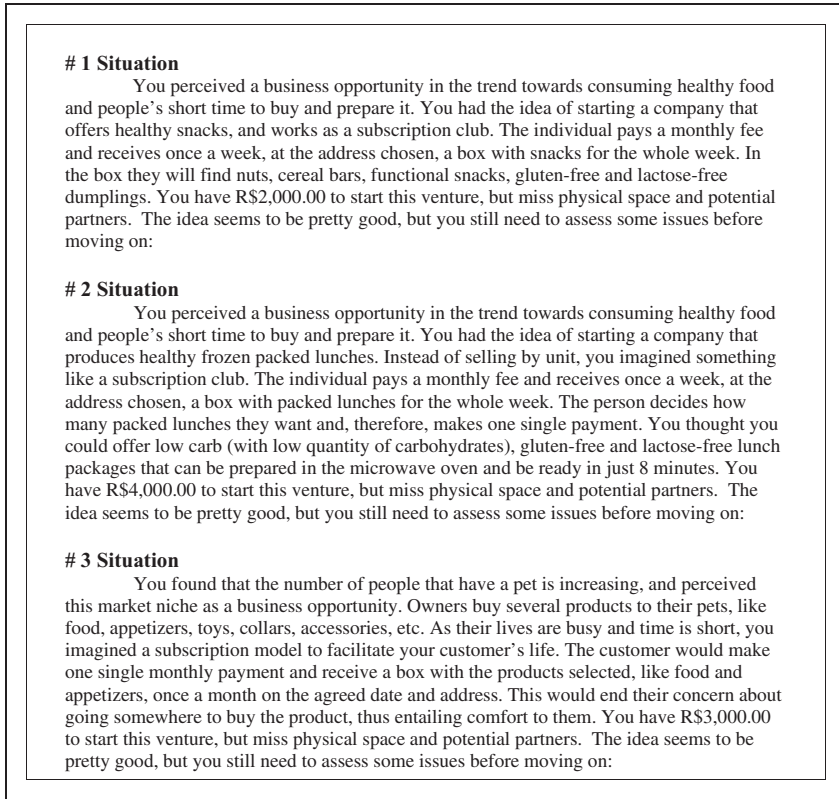 # 1 Situation
You perceived a business opportunity in the trend towards consuming healthy food
and people's short time to buy and prepare it. You had the idea of starting a company that
offers healthy snacks, and works as a subscription club. The individual pays a monthly fee
and receives once a week, at the address chosen, a box with snacks for the whole week. In
the box they will find nuts, cereal bars, functional snacks, gluten-free and lactose-free
dumplings. You have R$2,000.00 to start this venture, but miss physical space and potential
partners.  The idea seems to be pretty good, but you still need to assess some issues before
moving on:
# 2 Situation
You perceived a business opportunity in the trend towards consuming healthy food
and people's short time to buy and prepare it. You had the idea of starting a company that
produces healthy frozen packed lunches. Instead of selling by unit, you imagined something
like a subscription club. The individual pays a monthly fee and receives once a week, at the
address chosen, a box with packed lunches for the whole week. The person decides how
many packed lunches they want and, therefore, makes one single payment. You thought you
could offer low carb (with low quantity of carbohydrates), gluten-free and lactose-free lunch
packages that can be prepared in the microwave oven and be ready in just 8 minutes. You
have R$4,000.00 to start this venture, but miss physical space and potential partners.  The
idea seems to be pretty good, but you still need to assess some issues before moving on:
# 3 Situation
You found that the number of people that have a pet is increasing, and perceived
this market niche as a business opportunity. Owners buy several products to their pets, like
food, appetizers, toys, collars, accessories, etc. As their lives are busy and time is short, you
imagined a subscription model to facilitate your customer's life. The customer would make
one single monthly payment and receive a box with the products selected, like food and
appetizers, once a month on the agreed date and address. This would end their concern about
going somewhere to buy the product, thus entailing comfort to them. You have R$3,000.00
to start this venture, but miss physical space and potential partners.  The idea seems to be
pretty good, but you still need to assess some issues before moving on: